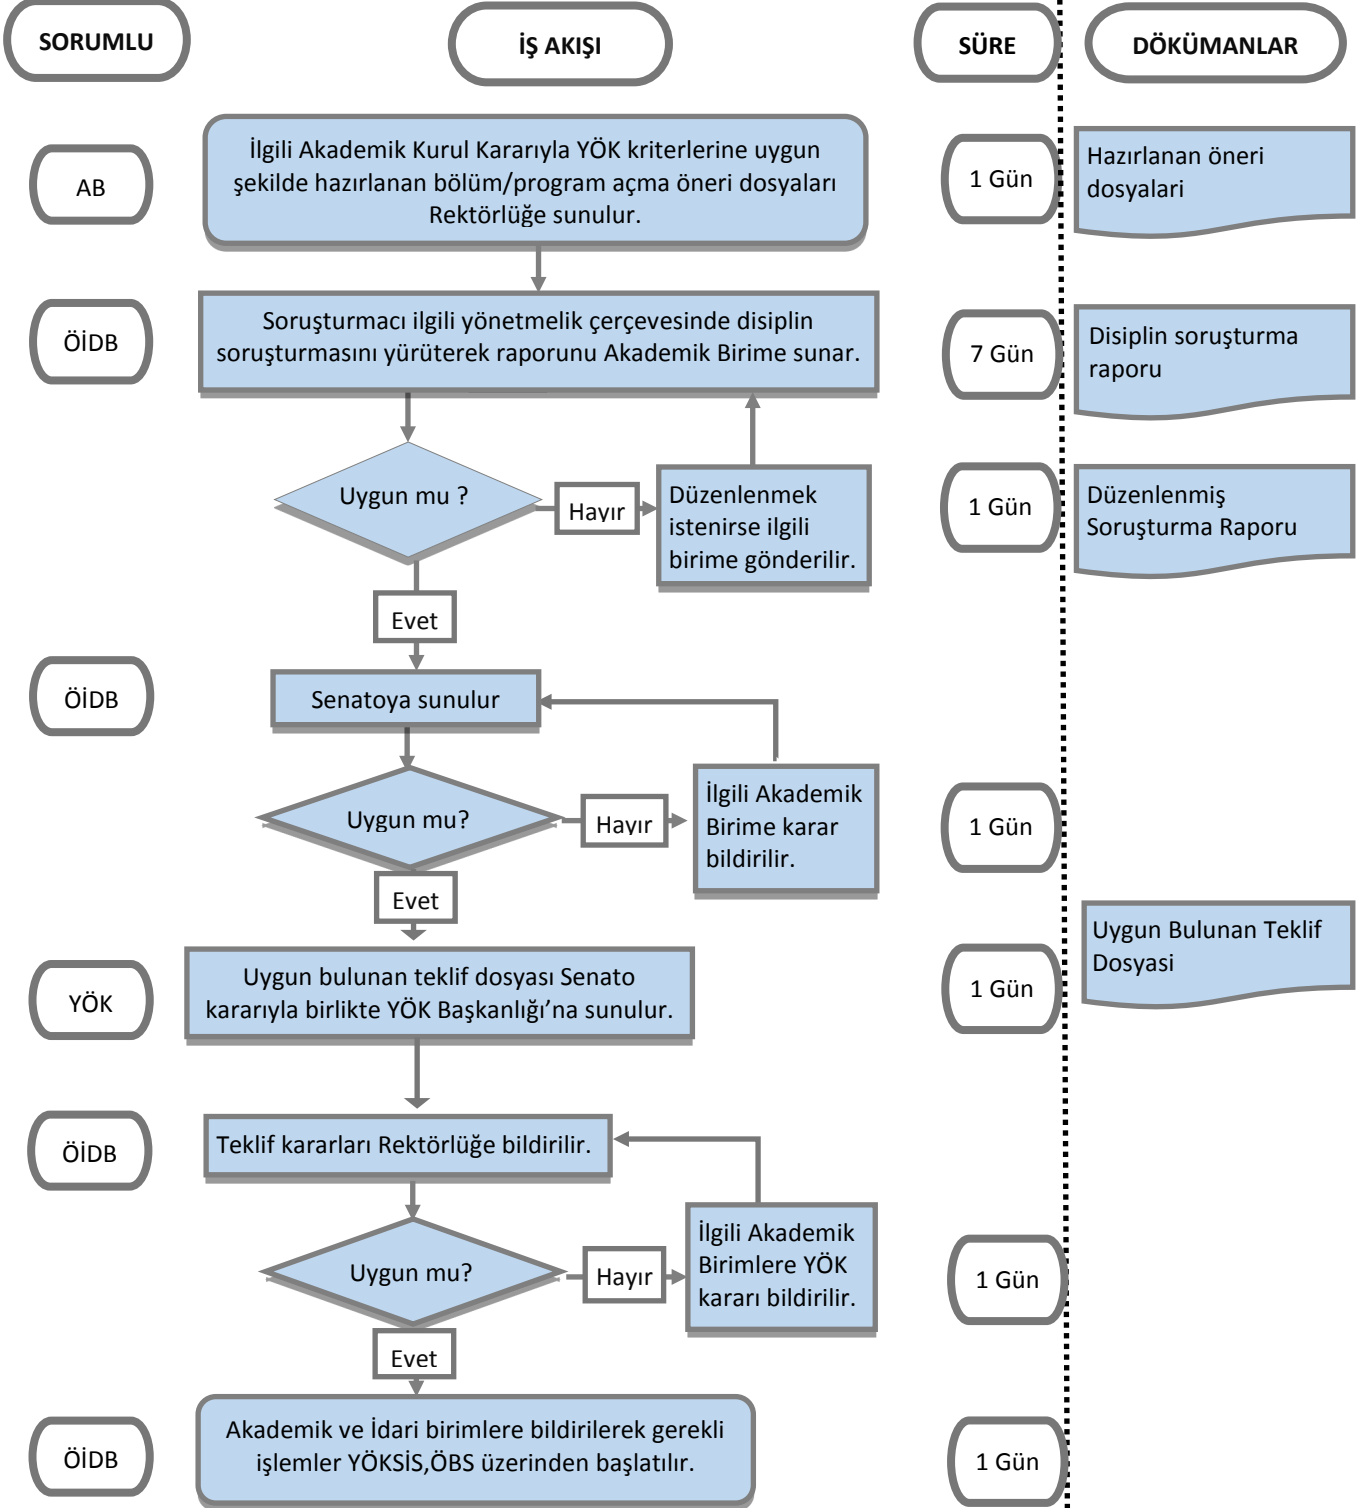 SORUMLU
İŞ AKIŞI
SÜRE
DÖKÜMANLAR
AB
İlgili Akademik Kurul Kararıyla YÖK kriterlerine uygun
şekilde hazırlanan bölüm/program açma öneri dosyaları
Rektörlüğe sunulur.
1 Gün
Hazırlanan öneri
dosyalari
ÖİDB
Soruşturmacı ilgili yönetmelik çerçevesinde disiplin
soruşturmasını yürüterek raporunu Akademik Birime sunar.
7 Gün
Disiplin soruşturma
raporu
Uygun mu ?
Hayır
Düzenlenmek
istenirse ilgili
birime gönderilir.
1 Gün
Düzenlenmiş
Soruşturma Raporu
Evet
ÖİDB
Senatoya sunulur
Uygun mu?
Hayır
İlgili Akademik
Birime karar
bildirilir.
1 Gün
Evet
Uygun Bulunan Teklif
Dosyasi
YÖK
Uygun bulunan teklif dosyası Senato
kararıyla birlikte YÖK Başkanlığı’na sunulur.
1 Gün
ÖİDB
Teklif kararları Rektörlüğe bildirilir.
Uygun mu?
Hayır
İlgili Akademik
Birimlere YÖK
kararı bildirilir.
1 Gün
Evet
ÖİDB
Akademik ve İdari birimlere bildirilerek gerekli
işlemler YÖKSİS,ÖBS üzerinden başlatılır.
1 Gün